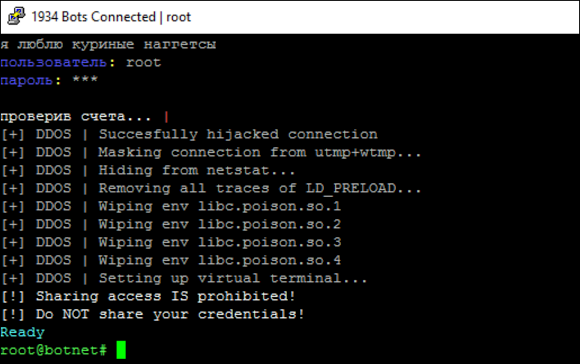 1934 Bots Connected | root
я люблю куриные наггетсы
пользователь: root
пароль: ***
проверив счета... |
[+] DDOS | Succesfully hijacked connection
[+] DDOS | Masking connection from utmp+wtmp...
[+] DDOS | Hiding from netstat...
[+] DDOS | Removing all traces of LD_PRELOAD...
[+] DDOS | Wiping env libc.poison.so.1
[+] DDOS | Wiping env libc.poison.so.2
[+] DDOS | Wiping env libc.poison.so.3
[+] DDOS | Wiping env libc.poison.so.4
[+] DDOS | Setting up virtual terminal...
[!] Sharing access IS prohibited!
[!] Do NOT share your credentials!
Ready
root@botnet#